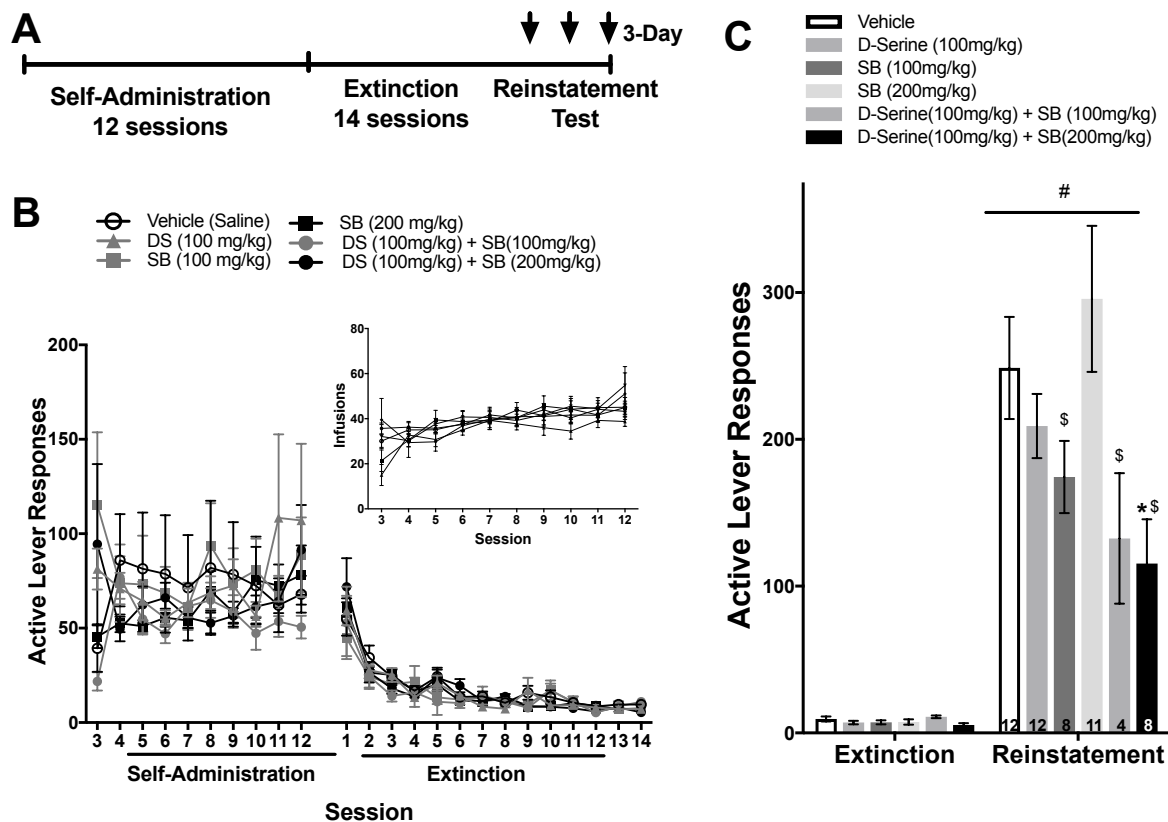 A
3-Day
Self-Administration
12 sessions
Extinction
14 sessions
Reinstatement
Test
B
Vehicle (Saline)
DS (100 mg/kg)
SB (100 mg/kg)
SB (200 mg/kg)
DS (100mg/kg) + SB(100mg/kg)
DS (100mg/kg) + SB (200mg/kg)
Active Lever Responses
200
150
100
50
0
3 4 5 6 7 8 9 10 11 12
1 2 3 4 5 6 7 8 9 10 11 12 13 14
Self-Administration
Extinction
Session
Infusions
80
60
40
20
0
3 4 5 6 7 8 9 10 11 12
Session
C
Vehicle
D-Serine (100mg/kg)
SB (100mg/kg)
SB (200mg/kg)
D-Serine(100mg/kg) + SB (100mg/kg)
D-Serine(100mg/kg) + SB(200mg/kg)
#
Active Lever Responses
300
200
100
0
$
$
*$
12 12 8 11 4 8
Extinction
Reinstatement